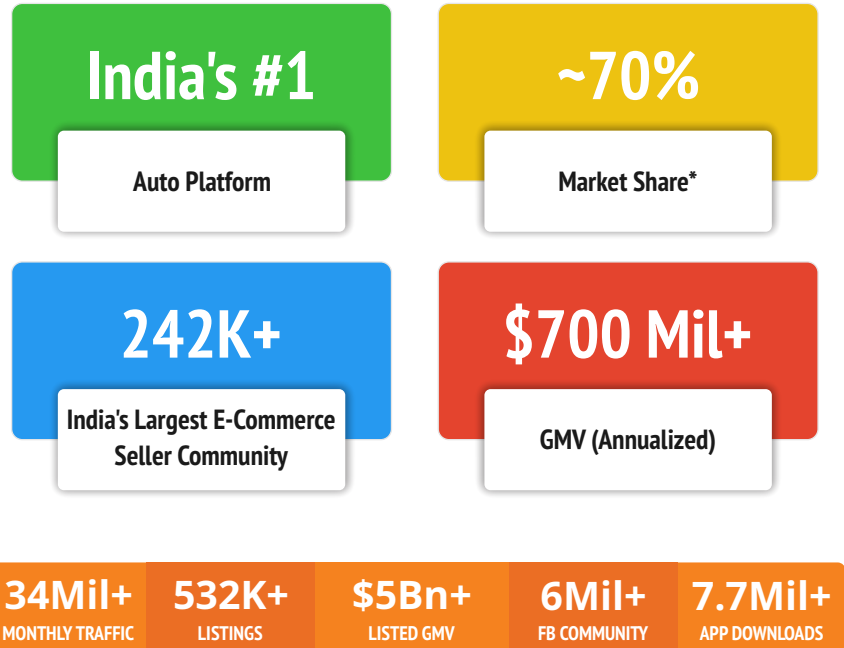 India's #1
Auto Platform
~70%
Market Share*
242K+
India's Largest E-Commerce
Seller Community
$700 Mil+
GMV (Annualized)
34Mil+
MONTHLY TRAFFIC
532K+
LISTINGS
$5Bn+
LISTED GMV
6Mil+
FB COMMUNITY
7.7Mil+
APP DOWNLOADS